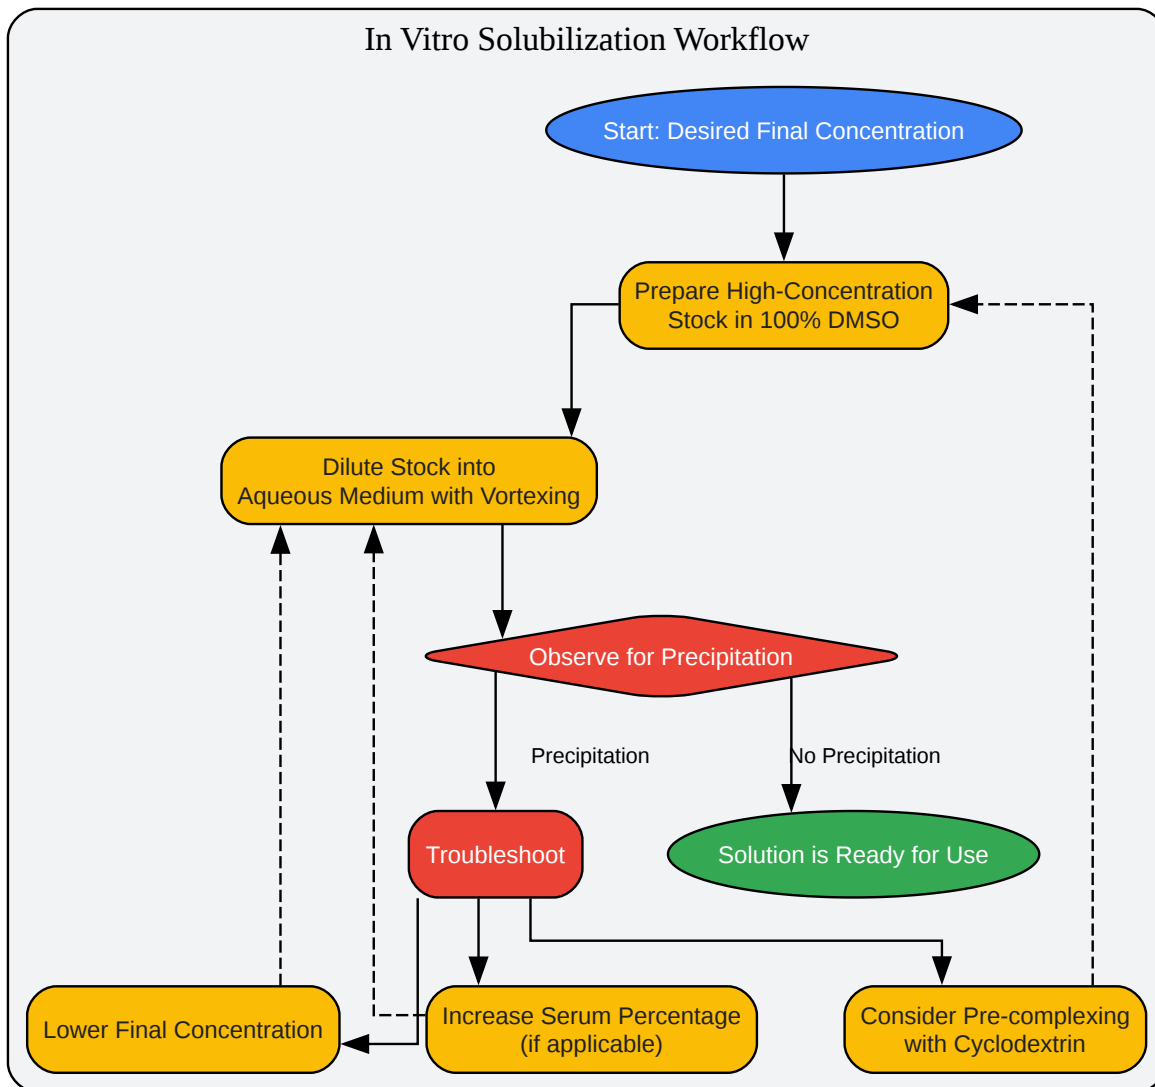 In Vitro Solubilization Workflow
Start: Desired Final Concentration
Prepare High-Concentration
Stock in 100% DMSO
Dilute Stock into
Aqueous Medium with Vortexing
Observe for Precipitation
Precipitation
No Precipitation
Troubleshoot
Solution is Ready for Use
Lower Final Concentration
Increase Serum Percentage
(if applicable)
Consider Pre-complexing
with Cyclodextrin